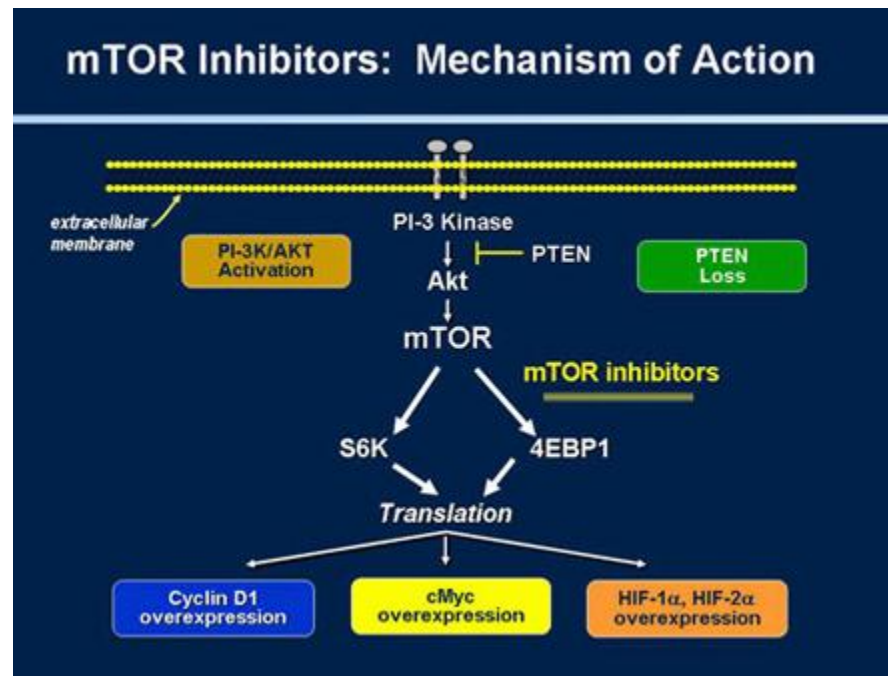 mTOR Inhibitors: Mechanism of Action
extracellular
membrane
PI-3 Kinase
PI-3K/AKT
Activation
PTEN
PTEN
Loss
Akt
mTOR
mTOR inhibitors
S6K
4EBP1
Translation
Cyclin D1
overexpression
cMyc
overexpression
HIF-1α, HIF-2α
overexpression